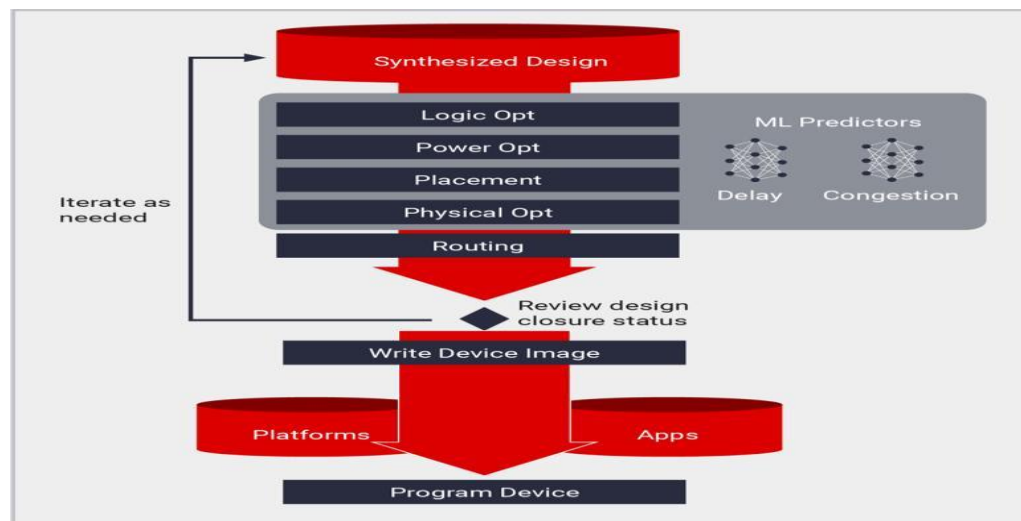 Synthesized Design
Logic Opt
ML Predictors
Power Opt
Placement
Delay
Congestion
Iterate as
needed
Physical Opt
Routing
Review design
closure status
Write Device Image
Platforms
Apps
Program Device